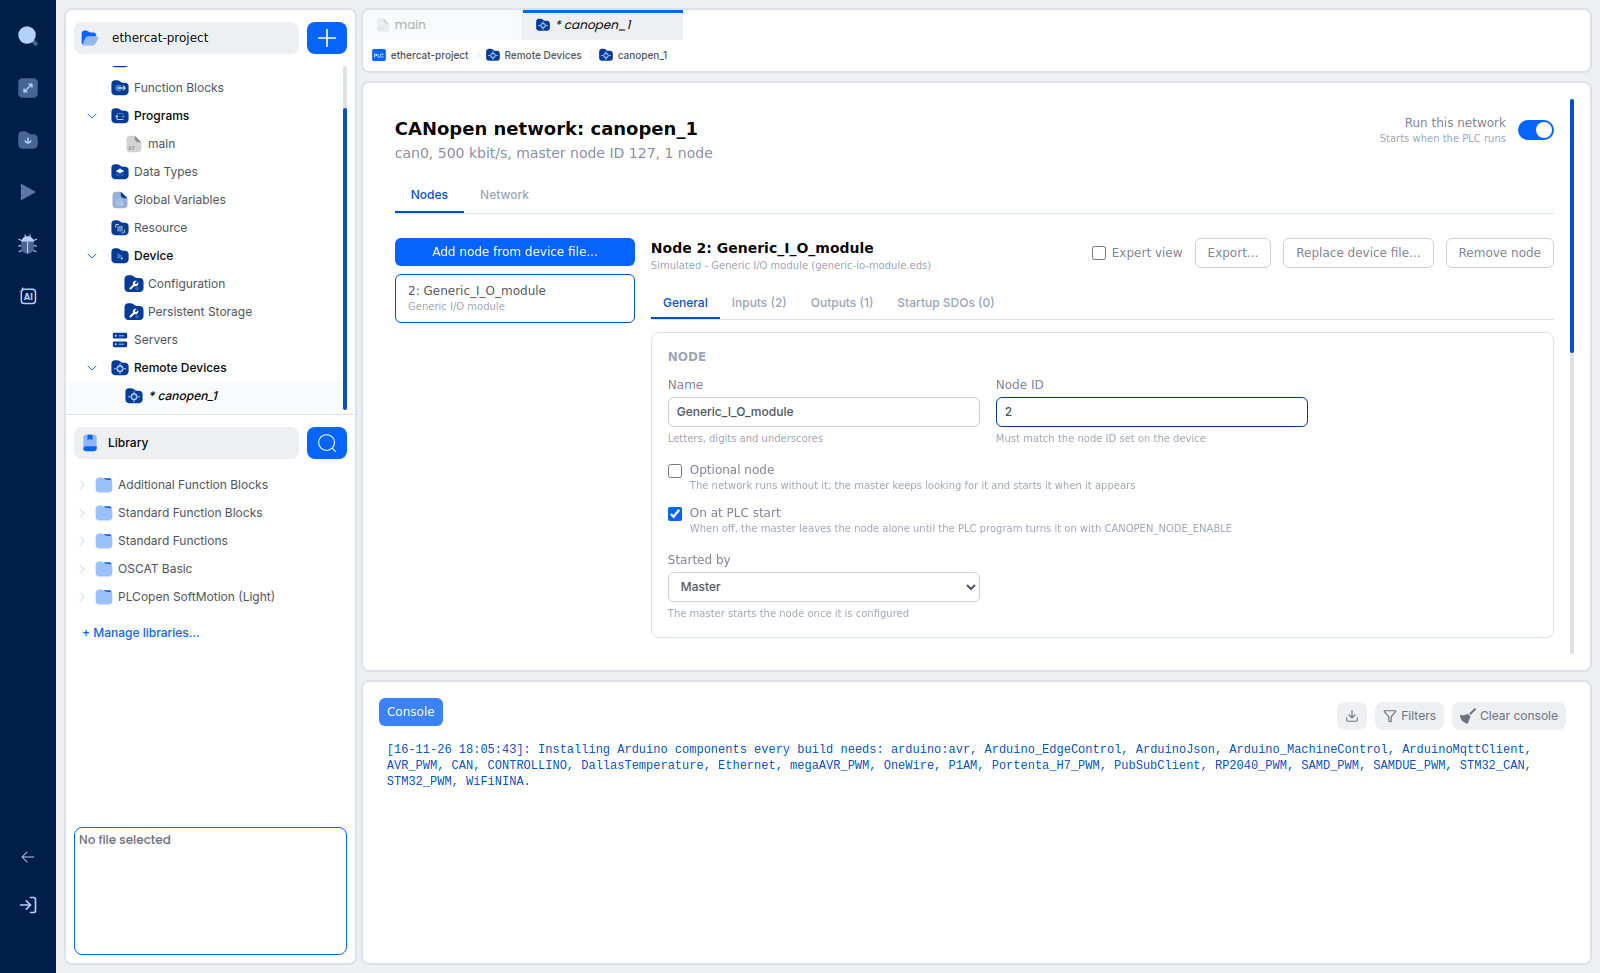 ethercat-project
Function Blocks
Programs
main
Data Types
Global Variables
Resource
Device
Configuration
Persistent Storage
Servers
Remote Devices
* canopen_1
Library
Additional Function Blocks
Standard Function Blocks
Standard Functions
OSCAT Basic
PLCopen SoftMotion (Light)
+ Manage libraries...
No file selected
AI
main
* canopen_1
PLC ethercat-project
Remote Devices
canopen_1
CANopen network: canopen_1
can0, 500 kbit/s, master node ID 127, 1 node
Run this network
Starts when the PLC runs
Nodes
Network
Add node from device file...
2: Generic_I_O_module
Generic I/O module
Node 2: Generic_I_O_module
Simulated - Generic I/O module (generic-io-module.eds)
Expert view
Export...
Replace device file...
Remove node
General
Inputs (2)
Outputs (1)
Startup SDOs (0)
NODE
Name
Node ID
Generic_I_O_module
2
Letters, digits and underscores
Must match the node ID set on the device
Optional node
The network runs without it; the master keeps looking for it and starts it when it appears
On at PLC start
When off, the master leaves the node alone until the PLC program turns it on with CANOPEN_NODE_ENABLE
Started by
Master
The master starts the node once it is configured
Console
Filters
Clear console
[16-11-26 18:05:43]: Installing Arduino components every build needs: arduino:avr, Arduino_EdgeControl, ArduinoJson, Arduino_MachineControl, ArduinoMqttClient,
AVR_PWM, CAN, CONTROLLINO, DallasTemperature, Ethernet, megaAVR_PWM, OneWire, P1AM, Portenta_H7_PWM, PubSubClient, RP2040_PWM, SAMD_PWM, SAMDUE_PWM, STM32_CAN,
STM32_PWM, WiFiNINA.